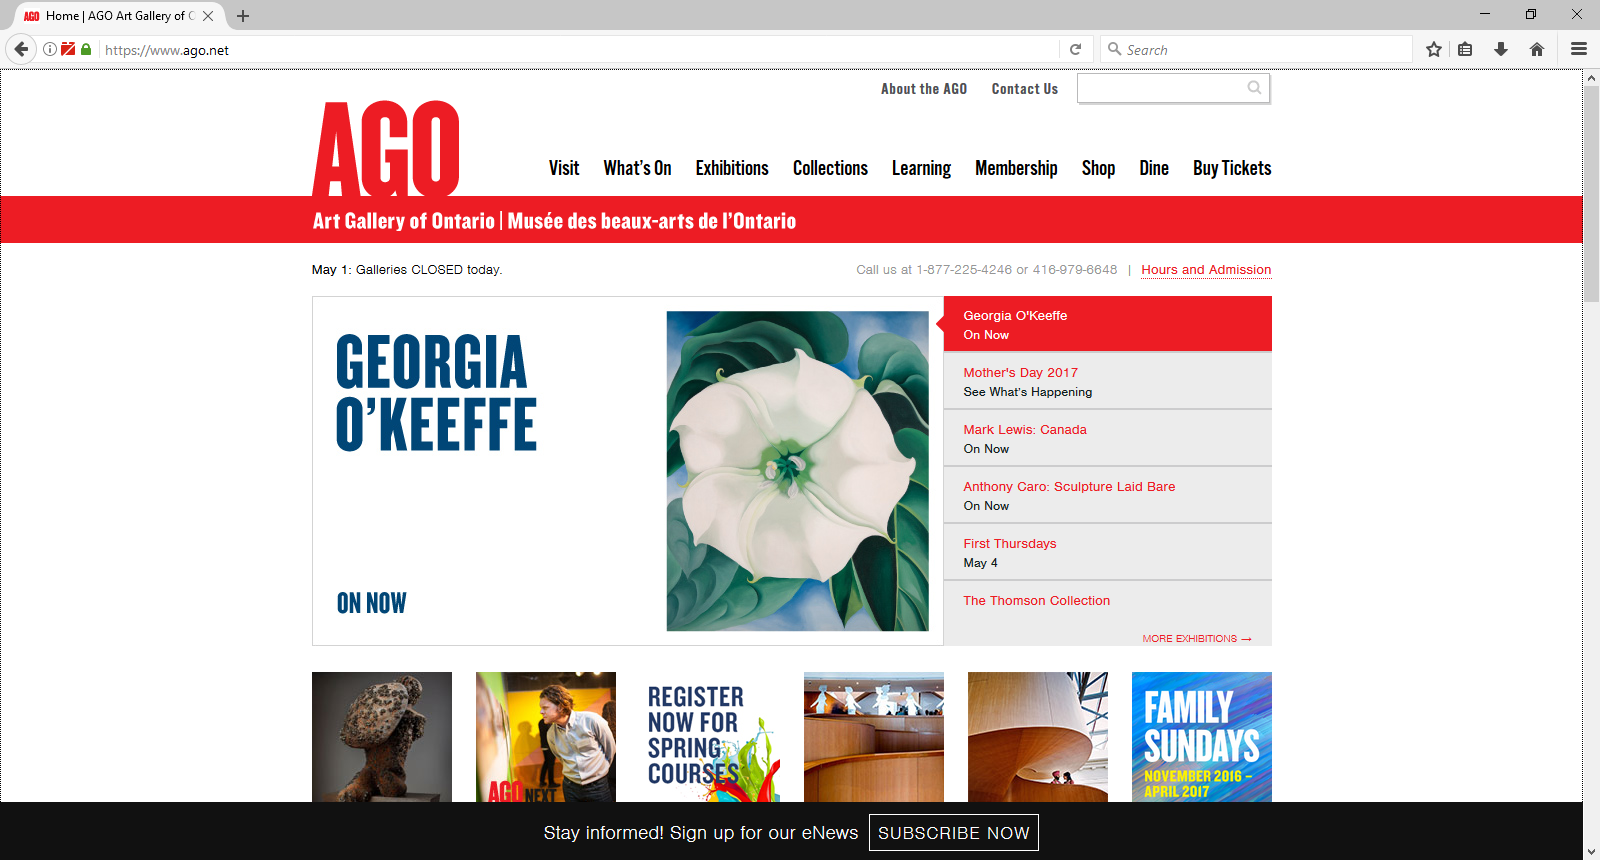 AGO Home | AGO Art Gallery of
https://www.ago.net
Search
About the AGO
Contact Us
AGO
Visit
What's On
Exhibitions
Collections
Learning
Membership
Shop
Dine
Buy Tickets
Art Gallery of Ontario | Musée des beaux-arts de l'Ontario
May 1: Galleries CLOSED today.
Call us at 1-877-225-4246 or 416-979-6648 | Hours and Admission
GEORGIA
O'KEEFFE
ON NOW
Georgia O'Keeffe
On Now
Mother's Day 2017
See What's Happening
Mark Lewis: Canada
On Now
Anthony Caro: Sculpture Laid Bare
On Now
First Thursdays
May 4
The Thomson Collection
MORE EXHIBITIONS →
AGO NEXT
REGISTER
NOW FOR
SPRING
COURSES
FAMILY
SUNDAYS
NOVEMBER 2016 –
APRIL 2017
Stay informed! Sign up for our eNews
SUBSCRIBE NOW